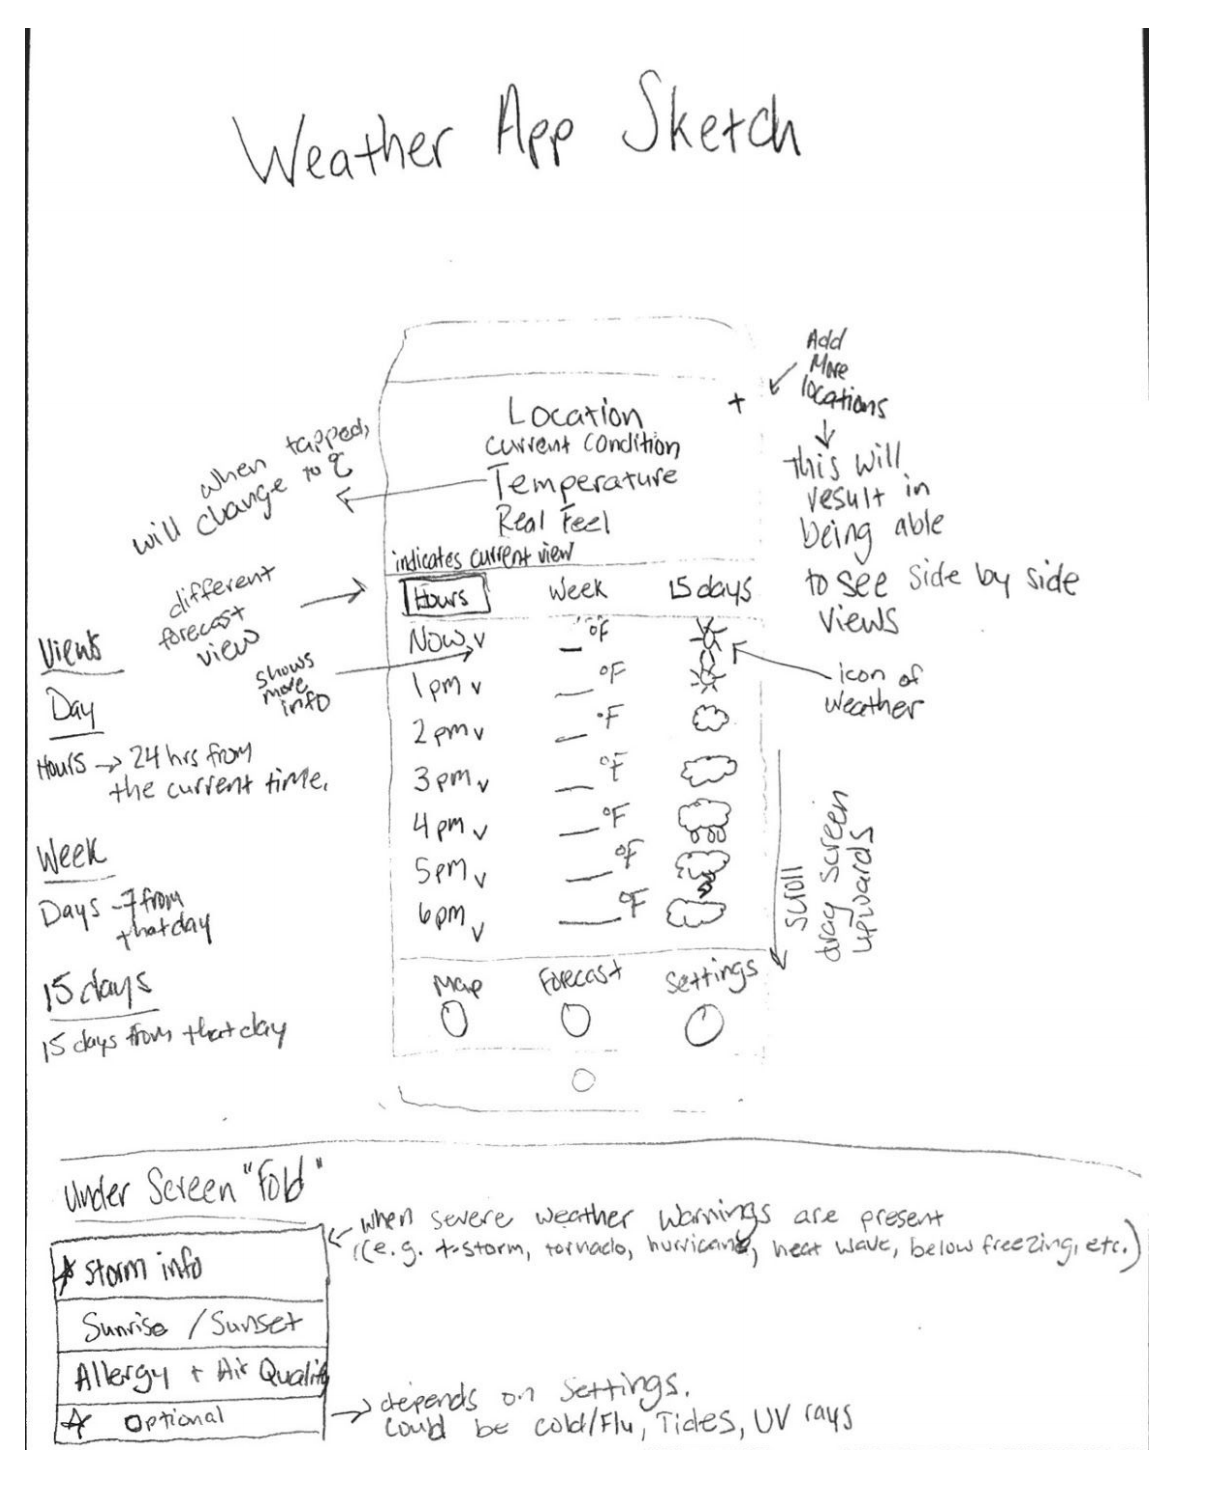 Weather App Sketch
Add
More
locations
this will
result in
being able
to see side by side
views
+
Location
current condition
Temperature
Real Feel
when tapped,
will change to °C
indicates current view
different
forecast
view
Hours Week 15 days
Now v __ °F
1pm v __ °F
2pm v __ °F
3pm v __ °F
4pm v __ °F
5pm v __ °F
6pm v __ °F
shows
more
info
icon of
weather
scroll
drag screen
upwards
Map Forecast Settings
Views
Day
Hours → 24 hrs from
the current time.
Week
Days - 7 from
that day
15 days
15 days from that day
Under Screen "Fold"
☆ Storm info
Sunrise / Sunset
Allergy + Air Quality
☆ Optional
when severe weather warnings are present
(e.g. t-storm, tornado, hurricane, heat wave, below freezing, etc.)
depends on settings.
could be cold/Flu, Tides, UV rays